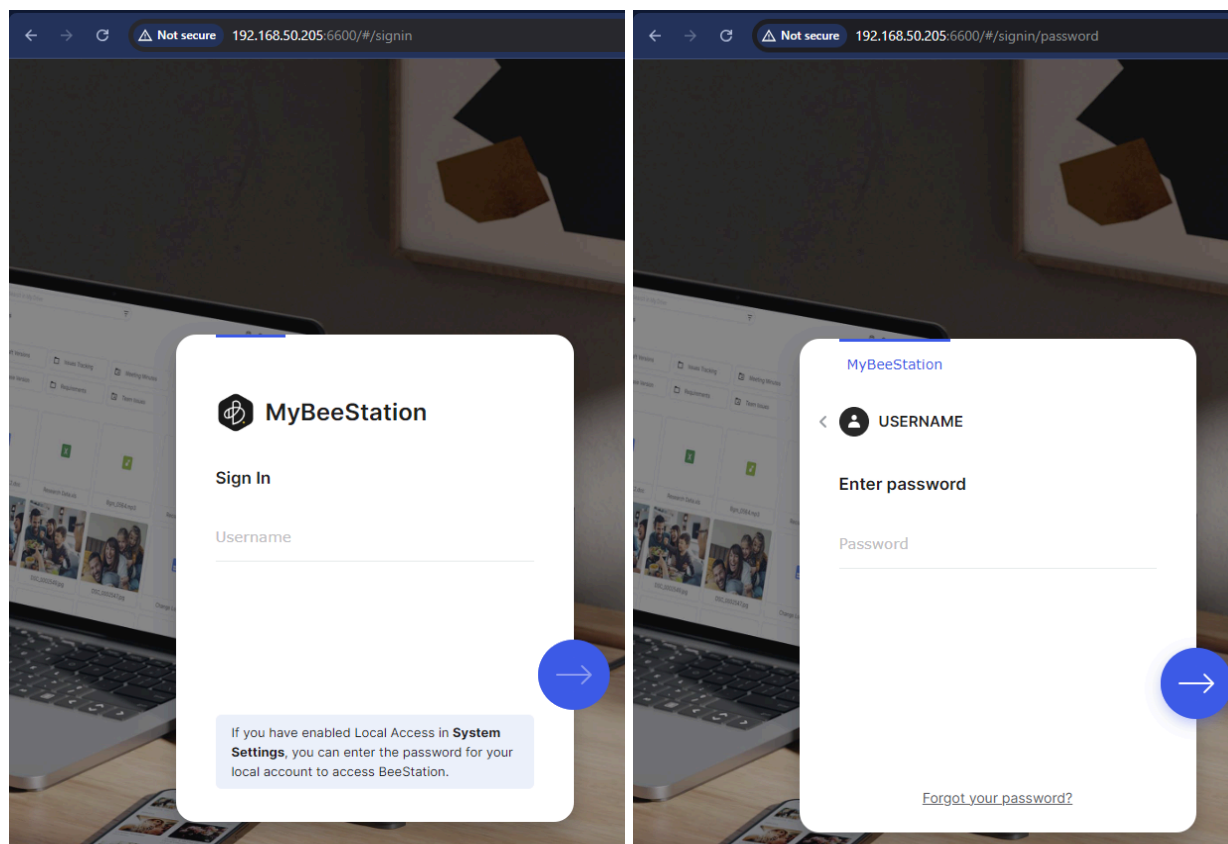 Not secure 192.168.50.205:6600/#/signin
MyBeeStation
Sign In
Username
If you have enabled Local Access in System
Settings, you can enter the password for your
local account to access BeeStation.
Not secure 192.168.50.205:6600/#/signin/password
MyBeeStation
USERNAME
Enter password
Password
Forgot your password?